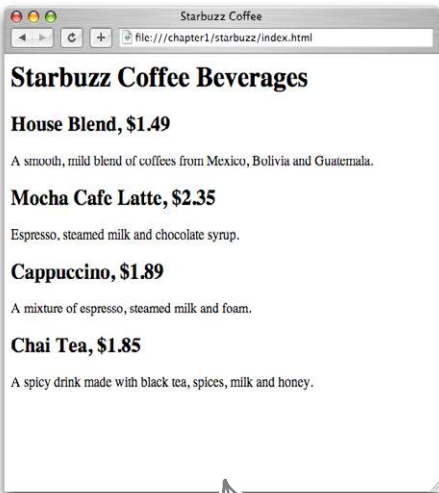 Starbuzz Coffee
file:///chapter1/starbuzz/index.html
Starbuzz Coffee Beverages
House Blend, $1.49
A smooth, mild blend of coffees from Mexico, Bolivia and Guatemala.
Mocha Cafe Latte, $2.35
Espresso, steamed milk and chocolate syrup.
Cappuccino, $1.89
A mixture of espresso, steamed milk and foam.
Chai Tea, $1.85
A spicy drink made with black tea, spices, milk and honey.